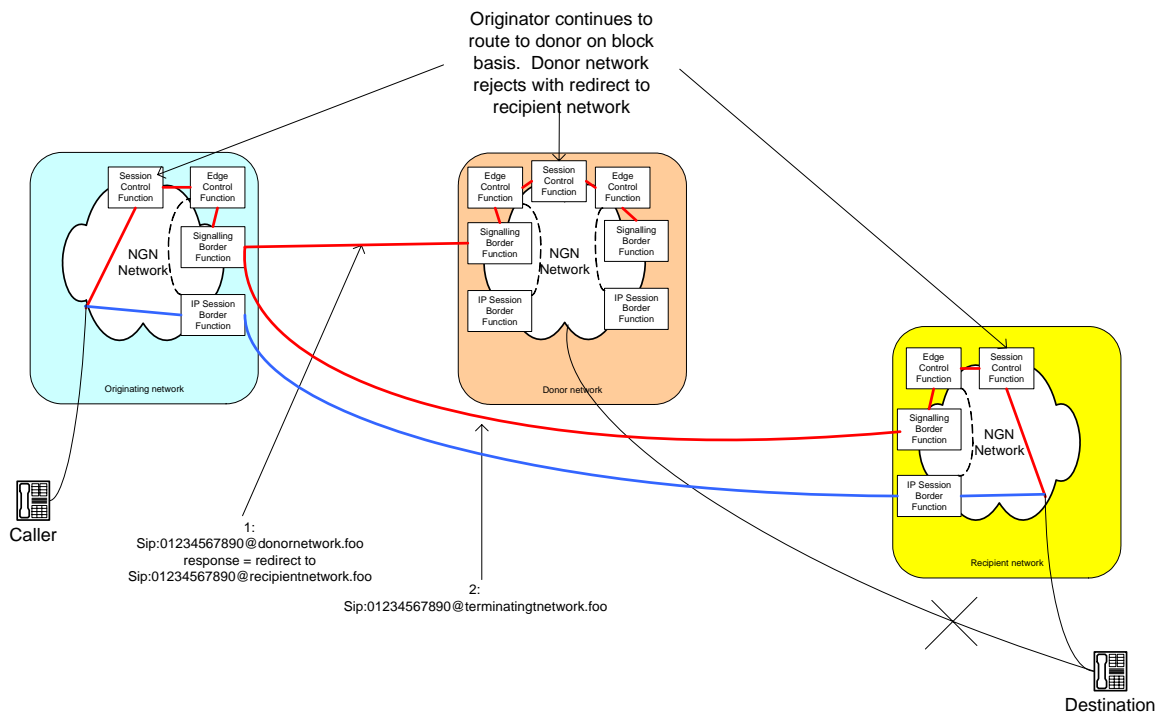 Originator continues to
route to donor on block
basis. Donor network
rejects with redirect to
recipient network
Session
Control
Function
Edge
Control
Function
Signalling
Border
Function
NGN
Network
IP Session
Border
Function
Originating network
Edge
Control
Function
Session
Control
Function
Edge
Control
Function
Signalling
Border
Function
Signalling
Border
Function
NGN
Network
IP Session
Border
Function
IP Session
Border
Function
Donor network
Edge
Control
Function
Session
Control
Function
Signalling
Border
Function
NGN
Network
IP Session
Border
Function
Recipient network
Caller
1:
Sip:01234567890@donornetwork.foo
response = redirect to
Sip:01234567890@recipientnetwork.foo
2:
Sip:01234567890@terminatingtnetwork.foo
Destination